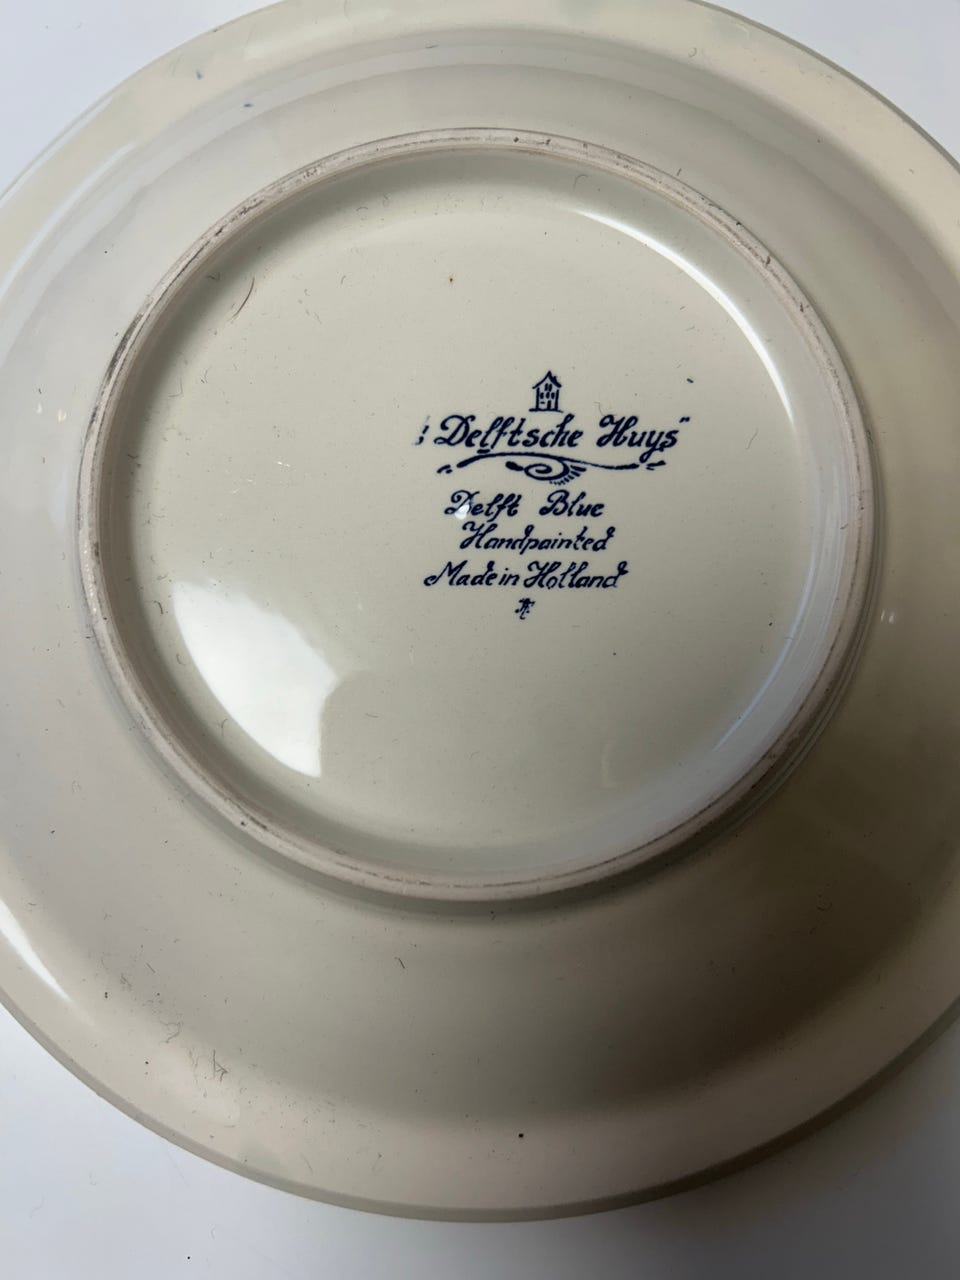 Delftsche Huys"
Delft Blue
Handpainted
Made in Holland